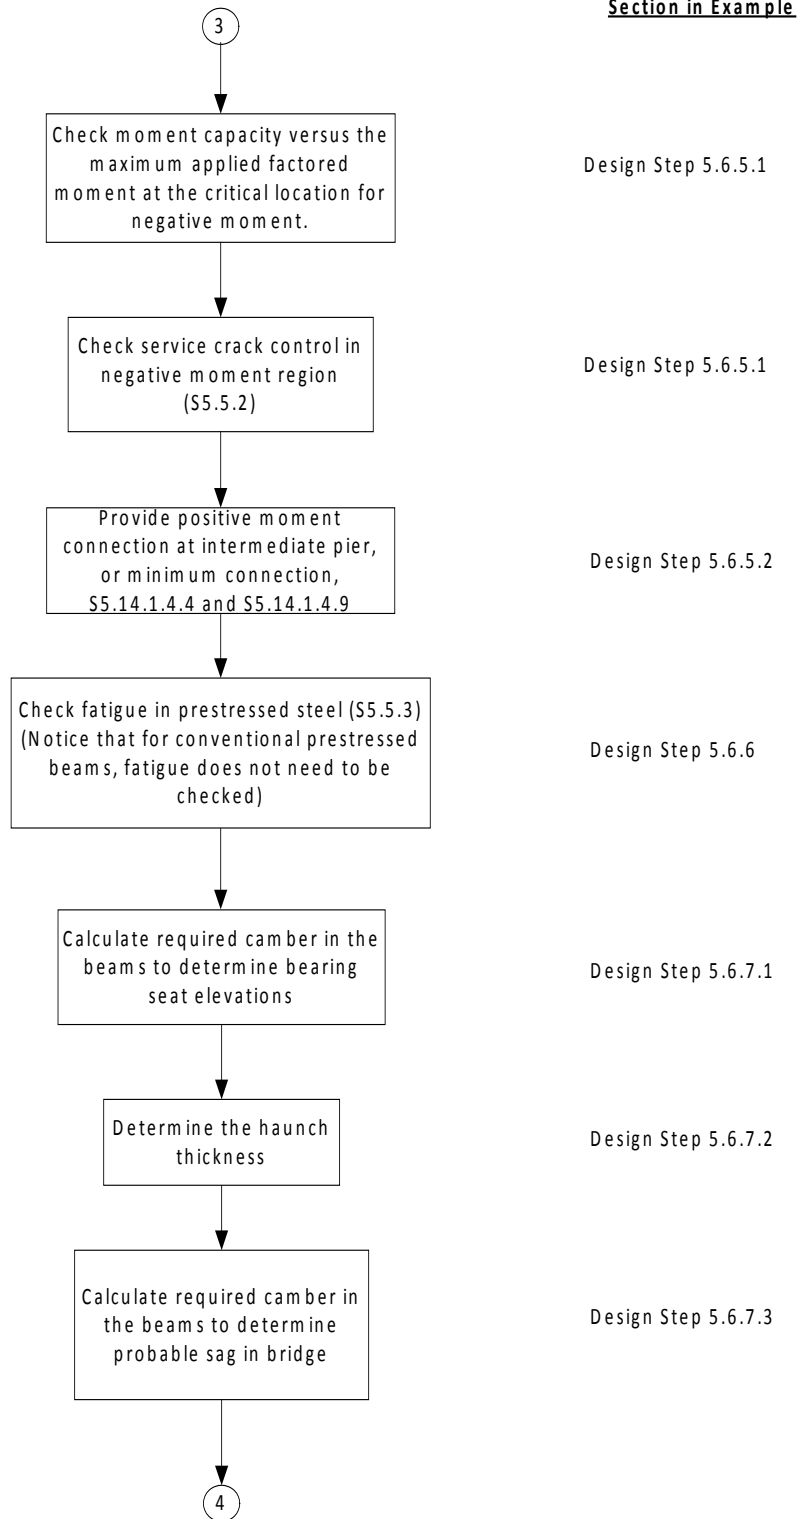 Section in Example
3
Check moment capacity versus the
maximum applied factored
moment at the critical location for
negative moment.
Design Step 5.6.5.1
Check service crack control in
negative moment region
(S5.5.2)
Design Step 5.6.5.1
Provide positive moment
connection at intermediate pier,
or minimum connection,
S5.14.1.4.4 and S5.14.1.4.9
Design Step 5.6.5.2
Check fatigue in prestressed steel (S5.5.3)
(Notice that for conventional prestressed
beams, fatigue does not need to be
checked)
Design Step 5.6.6
Calculate required camber in the
beams to determine bearing
seat elevations
Design Step 5.6.7.1
Determine the haunch
thickness
Design Step 5.6.7.2
Calculate required camber in
the beams to determine
probable sag in bridge
Design Step 5.6.7.3
4